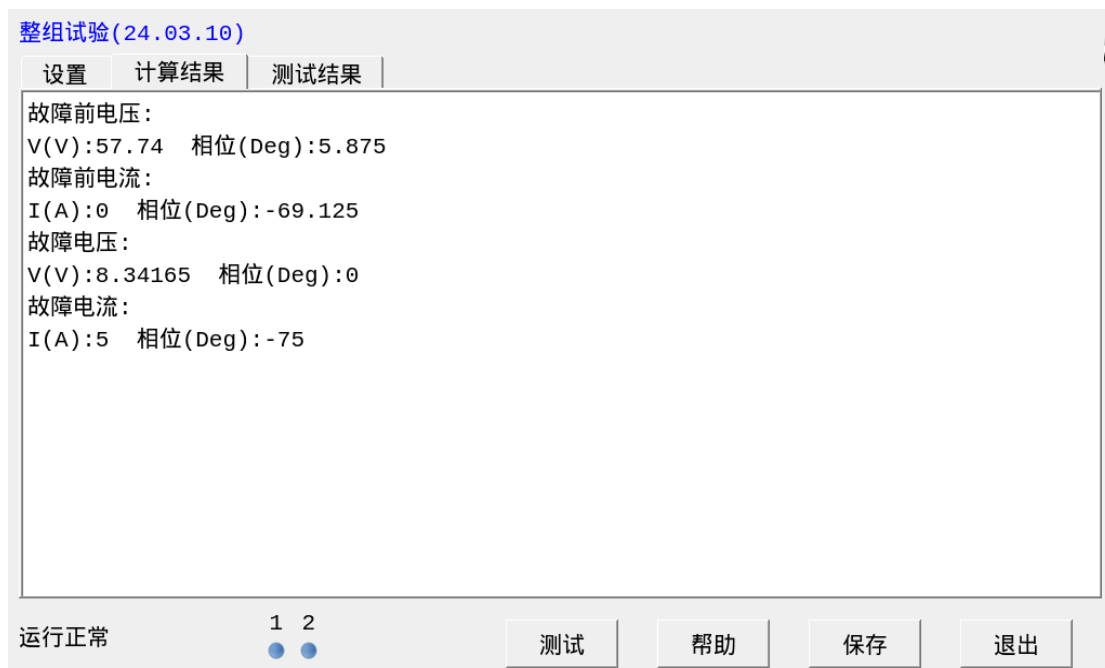 整组试验(24.03.10)
设置 计算结果 测试结果
故障前电压:
V(V):57.74 相位(Deg):5.875
故障前电流:
I(A):0 相位(Deg):-69.125
故障电压:
V(V):8.34165 相位(Deg):0
故障电流:
I(A):5 相位(Deg):-75
1 2
运行正常 测试 帮助 保存 退出